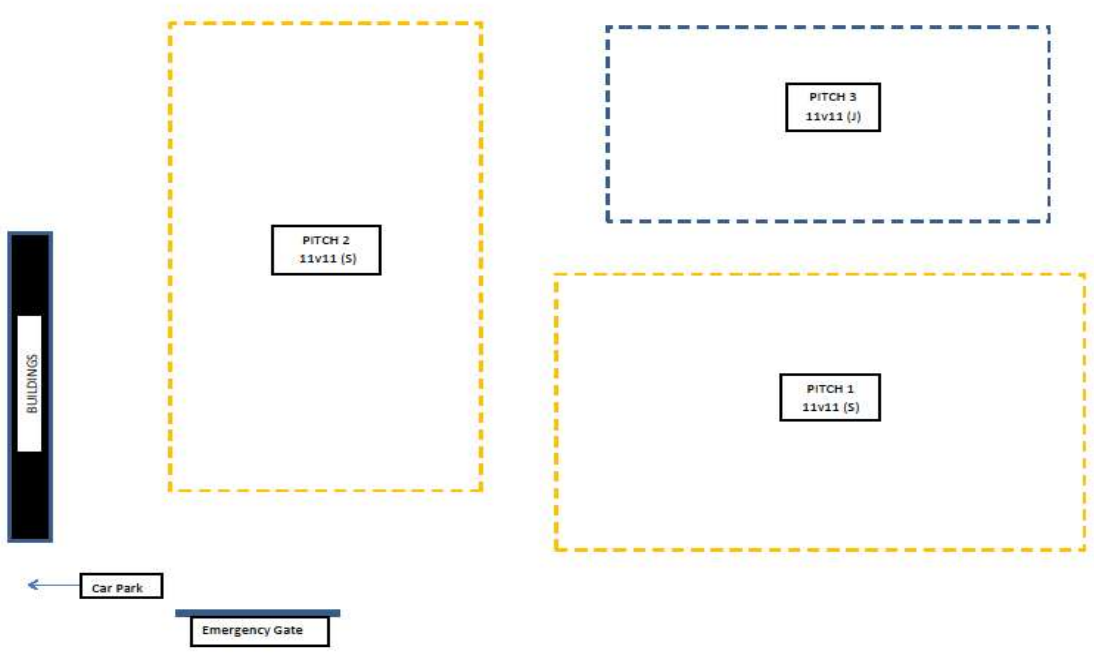 PITCH 3
11v11 (J)
PITCH 2
11v11 (S)
BUILDINGS
PITCH 1
11v11 (S)
Car Park
Emergency Gate